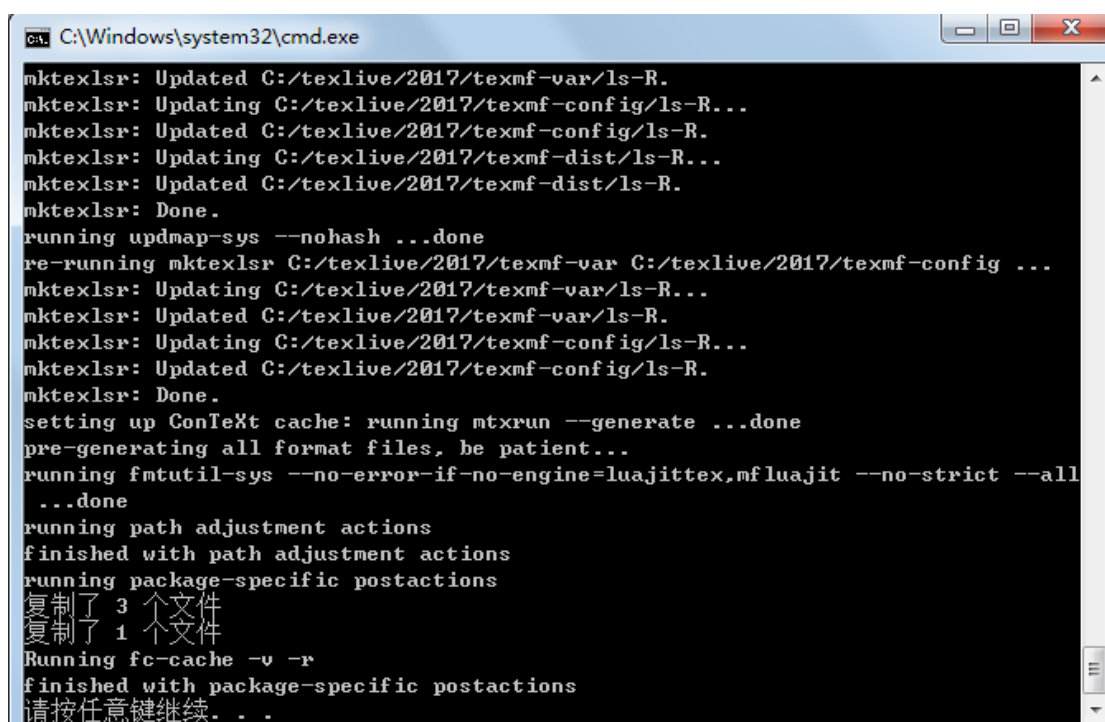 C:\Windows\system32\cmd.exe
mktexlsr: Updated C:/texlive/2017/texmf-var/ls-R.
mktexlsr: Updating C:/texlive/2017/texmf-config/ls-R...
mktexlsr: Updated C:/texlive/2017/texmf-config/ls-R.
mktexlsr: Updating C:/texlive/2017/texmf-dist/ls-R...
mktexlsr: Updated C:/texlive/2017/texmf-dist/ls-R.
mktexlsr: Done.
running updmap-sys --nohash ...done
re-running mktexlsr C:/texlive/2017/texmf-var C:/texlive/2017/texmf-config ...
mktexlsr: Updating C:/texlive/2017/texmf-var/ls-R...
mktexlsr: Updated C:/texlive/2017/texmf-var/ls-R.
mktexlsr: Updating C:/texlive/2017/texmf-config/ls-R...
mktexlsr: Updated C:/texlive/2017/texmf-config/ls-R.
mktexlsr: Done.
setting up ConTeXt cache: running mtxrun --generate ...done
pre-generating all format files, be patient...
running fmtutil-sys --no-error-if-no-engine=luajittex,mfluajit --no-strict --all
 ...done
running path adjustment actions
finished with path adjustment actions
running package-specific postactions
复制了 3 个文件
复制了 1 个文件
Running fc-cache -v -r
finished with package-specific postactions
请按任意键继续. . .